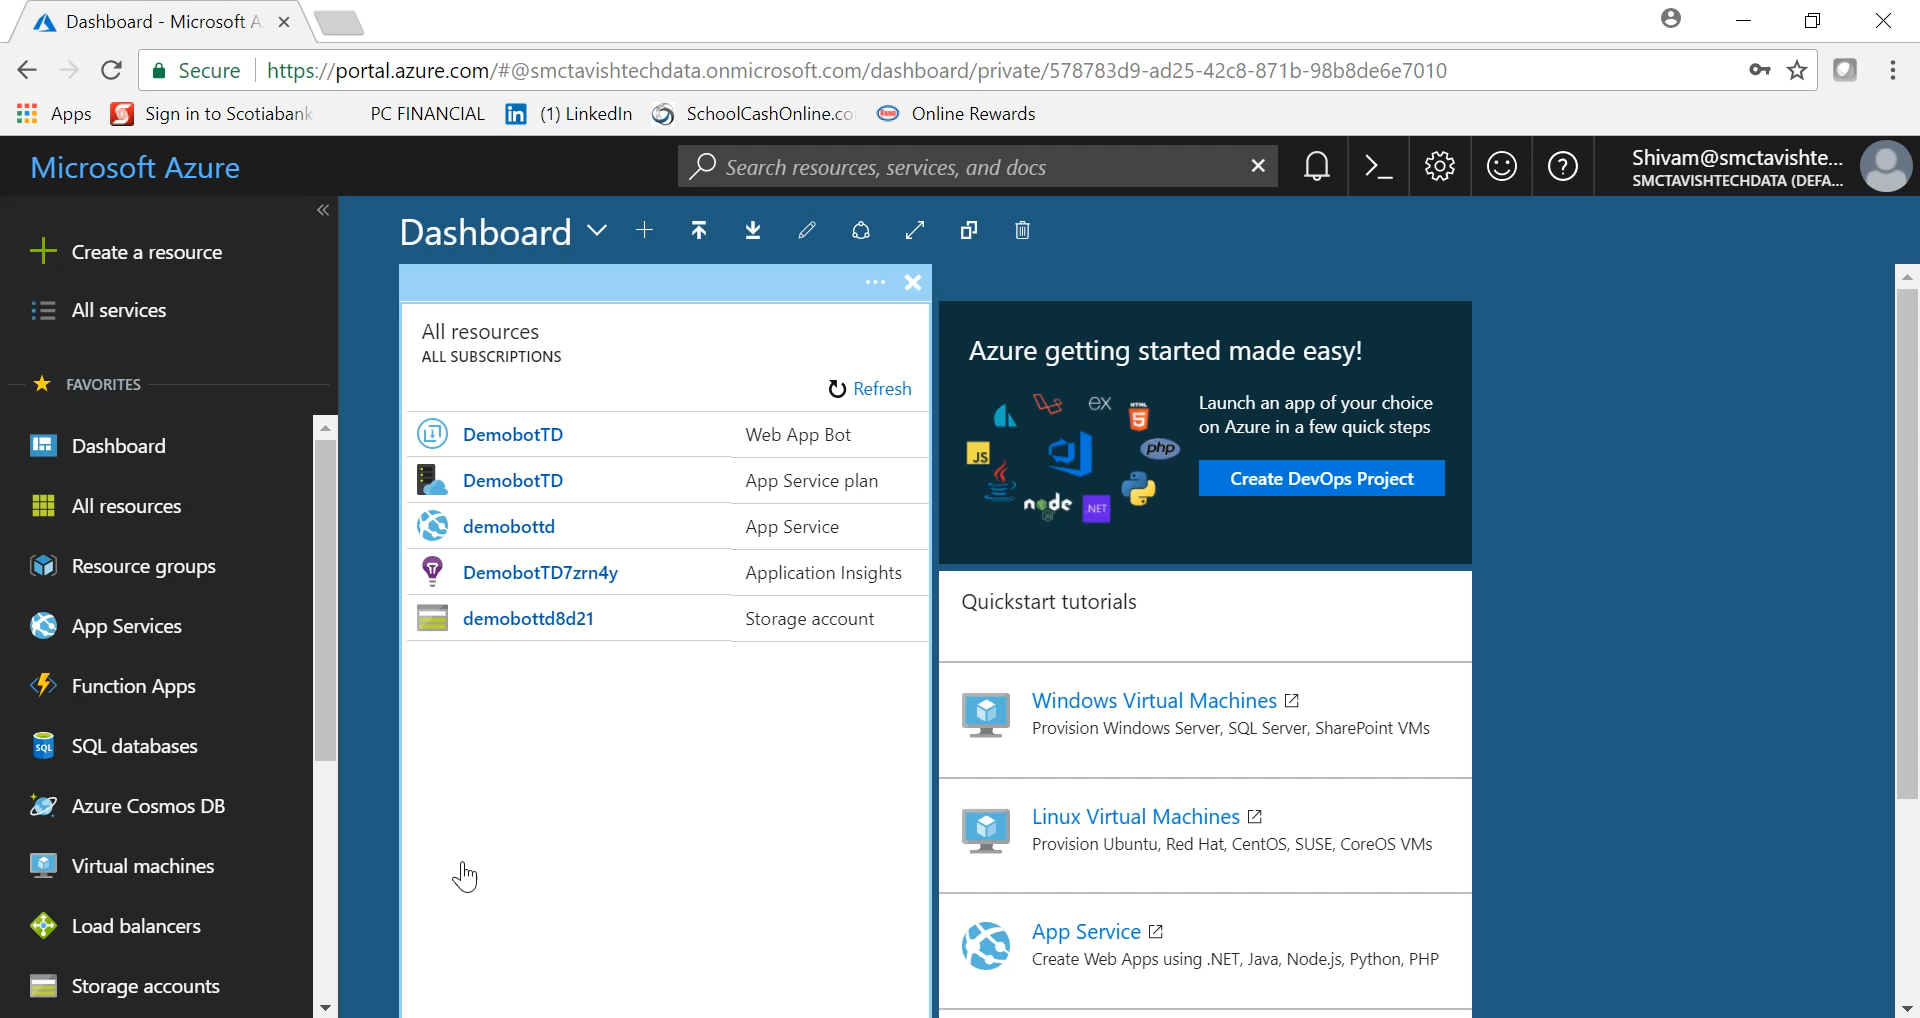 Dashboard - Microsoft A
Secure
https://portal.azure.com/#@smctavishtechdata.onmicrosoft.com/dashboard/private/578783d9-ad25-42c8-871b-98b8de6e7010
Apps
Sign in to Scotiabank
PC FINANCIAL
in
(1) LinkedIn
SchoolCashOnline.co
Esso
Online Rewards
Microsoft Azure
Search resources, services, and docs
Shivam@smctavishte...
SMCTAVISHTECHDATA (DEFA...
Create a resource
All services
FAVORITES
Dashboard
All resources
Resource groups
App Services
Function Apps
SQL
SQL databases
Azure Cosmos DB
Virtual machines
Load balancers
Storage accounts
Dashboard
All resources
ALL SUBSCRIPTIONS
Refresh
DemobotTD Web App Bot
DemobotTD App Service plan
demobottd App Service
DemobotTD7zrn4y Application Insights
demobottd8d21 Storage account
Azure getting started made easy!
EX
HTML
5
JS
php
node
.NET
Launch an app of your choice
on Azure in a few quick steps
Create DevOps Project
Quickstart tutorials
Windows Virtual Machines
Provision Windows Server, SQL Server, SharePoint VMs
Linux Virtual Machines
Provision Ubuntu, Red Hat, CentOS, SUSE, CoreOS VMs
App Service
Create Web Apps using .NET, Java, Node.js, Python, PHP